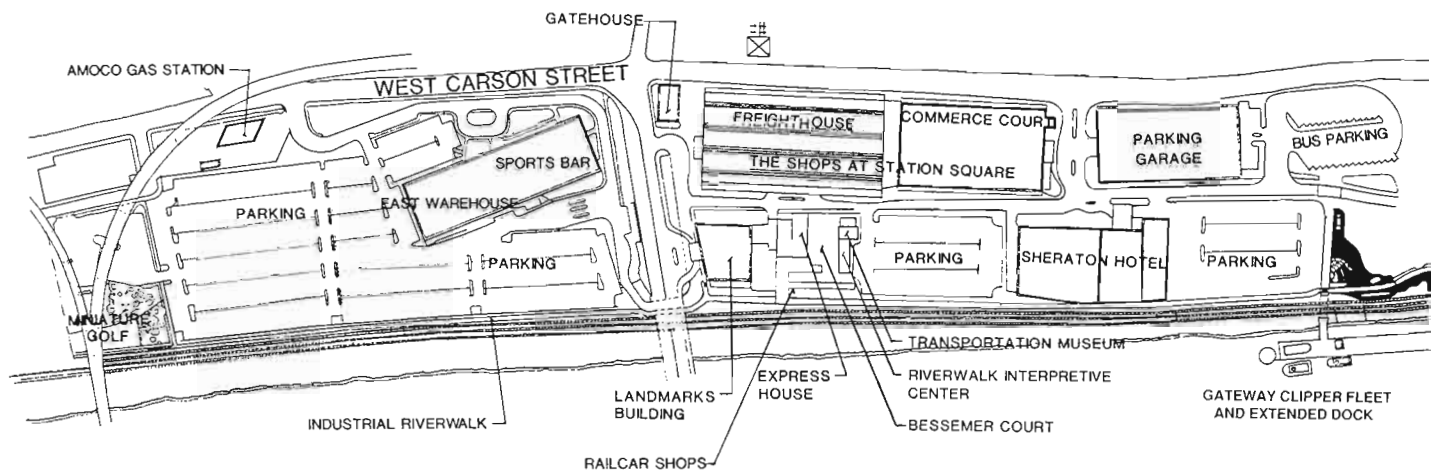 GATEHOUSE
AMOCO GAS STATION
WEST CARSON STREET
FREIGHTHOUSE
COMMERCE COUR
PARKING
GARAGE
BUS PARKING
SPORTS BAR
THE SHOPS AT STATION SQUARE
EAST WAREHOUSE
PARKING
PARKING
PARKING
SHERATON HOTEL
PARKING
MINIATURE
GOLF
TRANSPORTATION MUSEUM
EXPRESS
HOUSE
RIVERWALK INTERPRETIVE
CENTER
LANDMARKS
BUILDING
GATEWAY CLIPPER FLEET
AND EXTENDED DOCK
INDUSTRIAL RIVERWALK
BESSEMER COURT
RAILCAR SHOPS